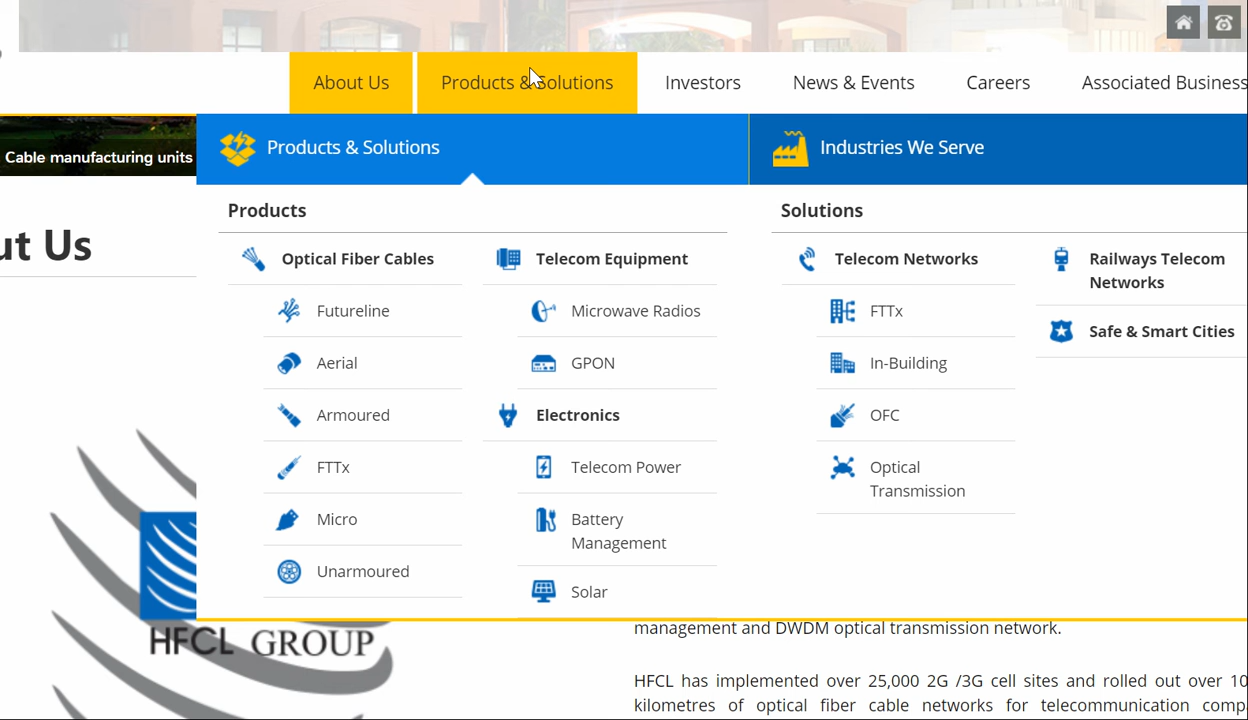 About Us
Products & Solutions
Investors
News & Events
Careers
Associated Business
Cable manufacturing units
Products & Solutions
Industries We Serve
ut Us
Products
Optical Fiber Cables
Futureline
Aerial
Armoured
FTTx
Micro
Unarmoured
Telecom Equipment
Microwave Radios
GPON
Electronics
Telecom Power
Battery
Management
Solar
Solutions
Telecom Networks
FTTx
In-Building
OFC
Optical
Transmission
Railways Telecom
Networks
Safe & Smart Cities
HFCL GROUP
management and DWDM optical transmission network.
HFCL has implemented over 25,000 2G /3G cell sites and rolled out over 10
kilometres of optical fiber cable networks for telecommunication comp